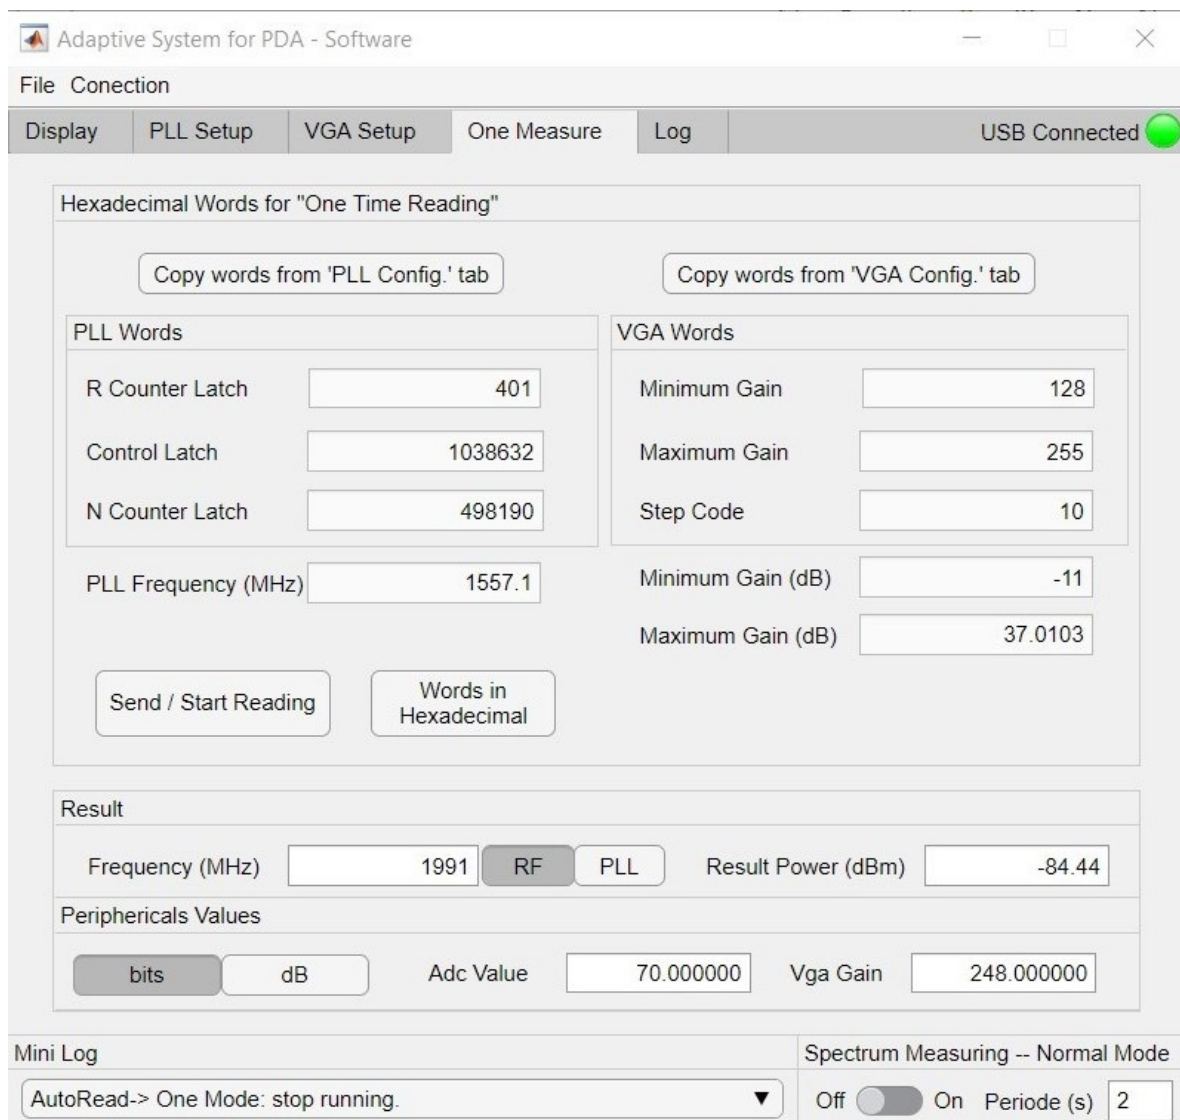 Adaptive System for PDA - Software
File Conection
Display PLL Setup VGA Setup One Measure Log USB Connected
Hexadecimal Words for "One Time Reading"
Copy words from 'PLL Config.' tab Copy words from 'VGA Config.' tab
PLL Words VGA Words
R Counter Latch 401 Minimum Gain 128
Control Latch 1038632 Maximum Gain 255
N Counter Latch 498190 Step Code 10
PLL Frequency (MHz) 1557.1 Minimum Gain (dB) -11
Maximum Gain (dB) 37.0103
Send / Start Reading Words in
Hexadecimal
Result
Frequency (MHz) 1991 RF PLL Result Power (dBm) -84.44
Periphericals Values
bits dB Adc Value 70.000000 Vga Gain 248.000000
Mini Log Spectrum Measuring -- Normal Mode
AutoRead-> One Mode: stop running. Off On Periode (s) 2